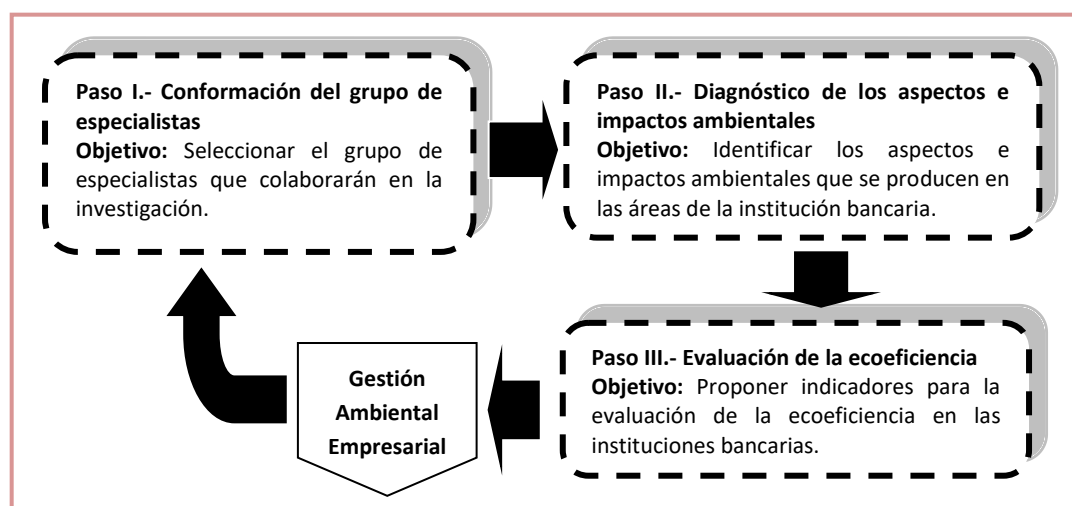 Paso I.- Conformación del grupo de
especialistas
Objetivo: Seleccionar el grupo de
especialistas que colaborarán en la
investigación.
Paso II.- Diagnóstico de los aspectos e
impactos ambientales
Objetivo: Identificar los aspectos e
impactos ambientales que se producen en
las áreas de la institución bancaria.
Paso III.- Evaluación de la ecoeficiencia
Objetivo: Proponer indicadores para la
evaluación de la ecoeficiencia en las
instituciones bancarias.
Gestión
Ambiental
Empresarial